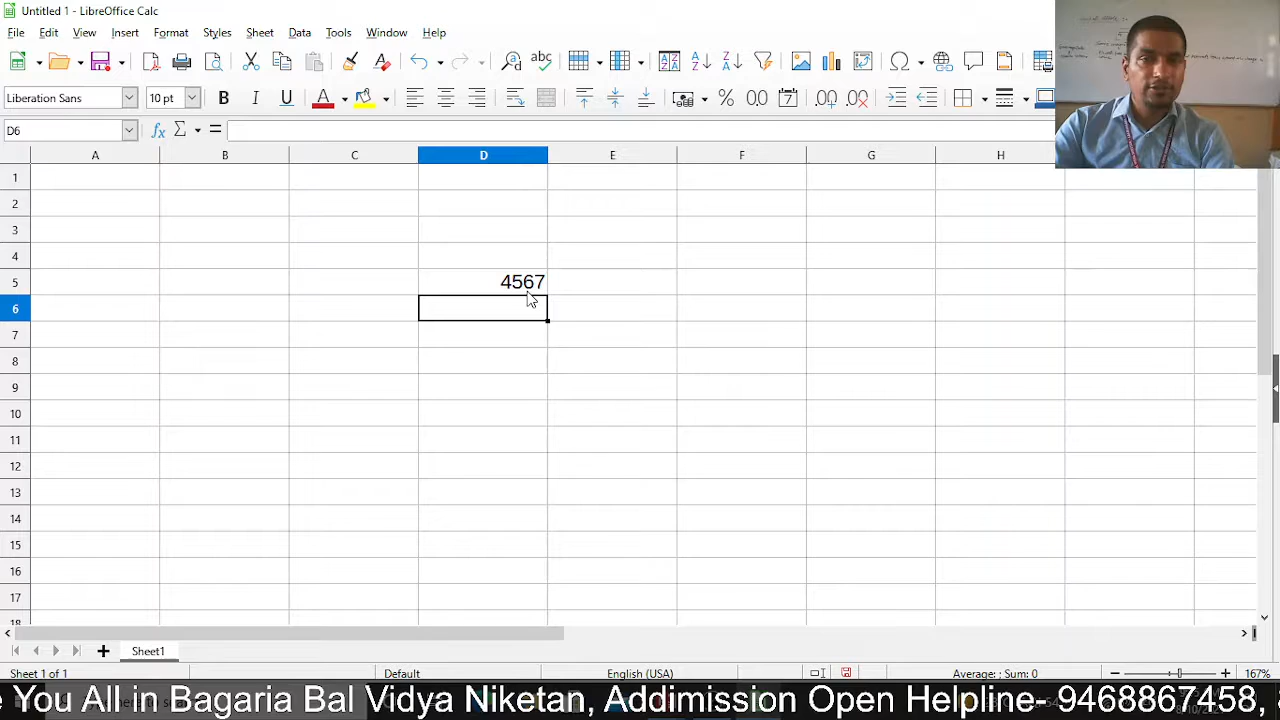 Untitled 1 - LibreOffice Calc
File Edit View Insert Format Styles Sheet Data Tools Window Help
Liberation Sans 10 pt
D6
A B C D E F G H
1
2
3
4
5 4567
6
7
8
9
10
11
12
13
14
15
16
17
18
Sheet1
Sheet 1 of 1 Default English (USA) Average: ; Sum: 0 167%
e You All in Bagaria Bal Vidya Niketan, Addimission Open Helpline. 9468867458,